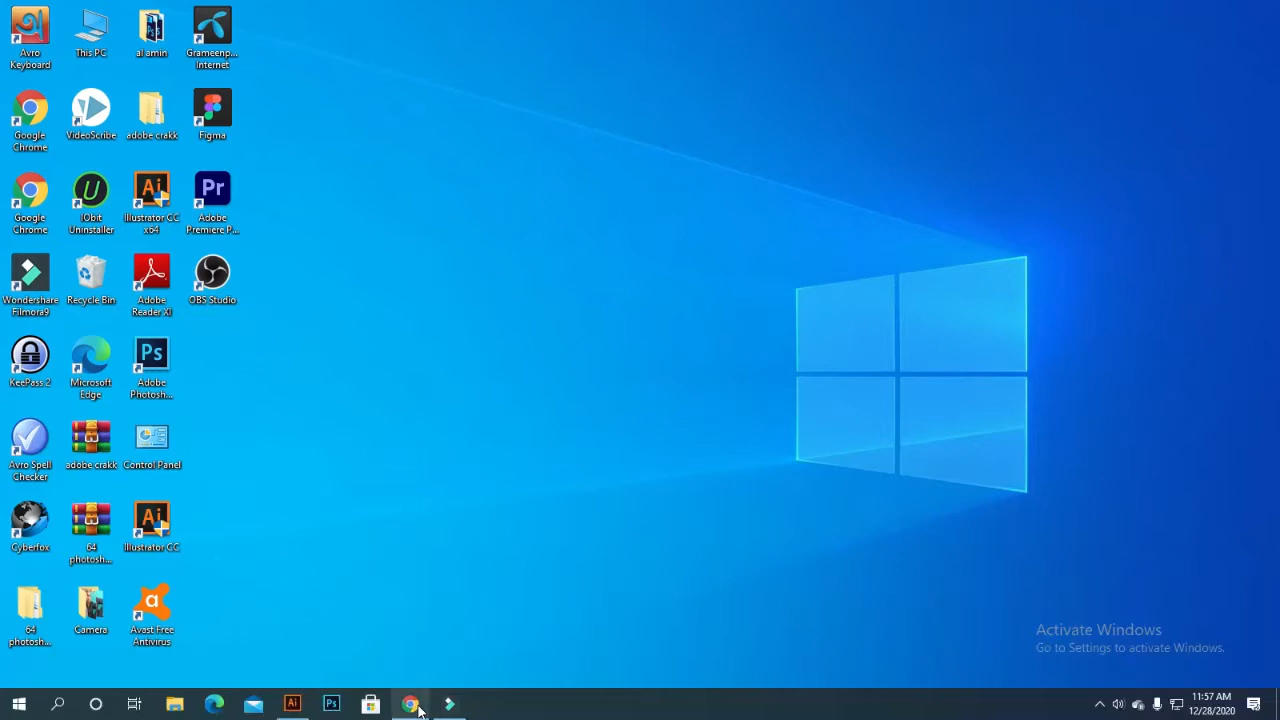 Avro
Keyboard
This PC
al amin
Grameenp...
Internet
Google
Chrome
VideoScribe
adobe crakk
Figma
Google
Chrome
IObit
Uninstaller
Illustrator CC
x64
Adobe
Premiere P...
Wondershare
Filmora9
Recycle Bin
Adobe
Reader XI
OBS Studio
KeePass 2
Microsoft
Edge
Adobe
Photosh...
Avro Spell
Checker
adobe crakk
Control Panel
Cyberfox
64
photosh...
Illustrator CC
64
photosh...
Camera
Avast Free
Antivirus
Activate Windows
Go to Settings to activate Windows.
11:57 AM
12/28/2020